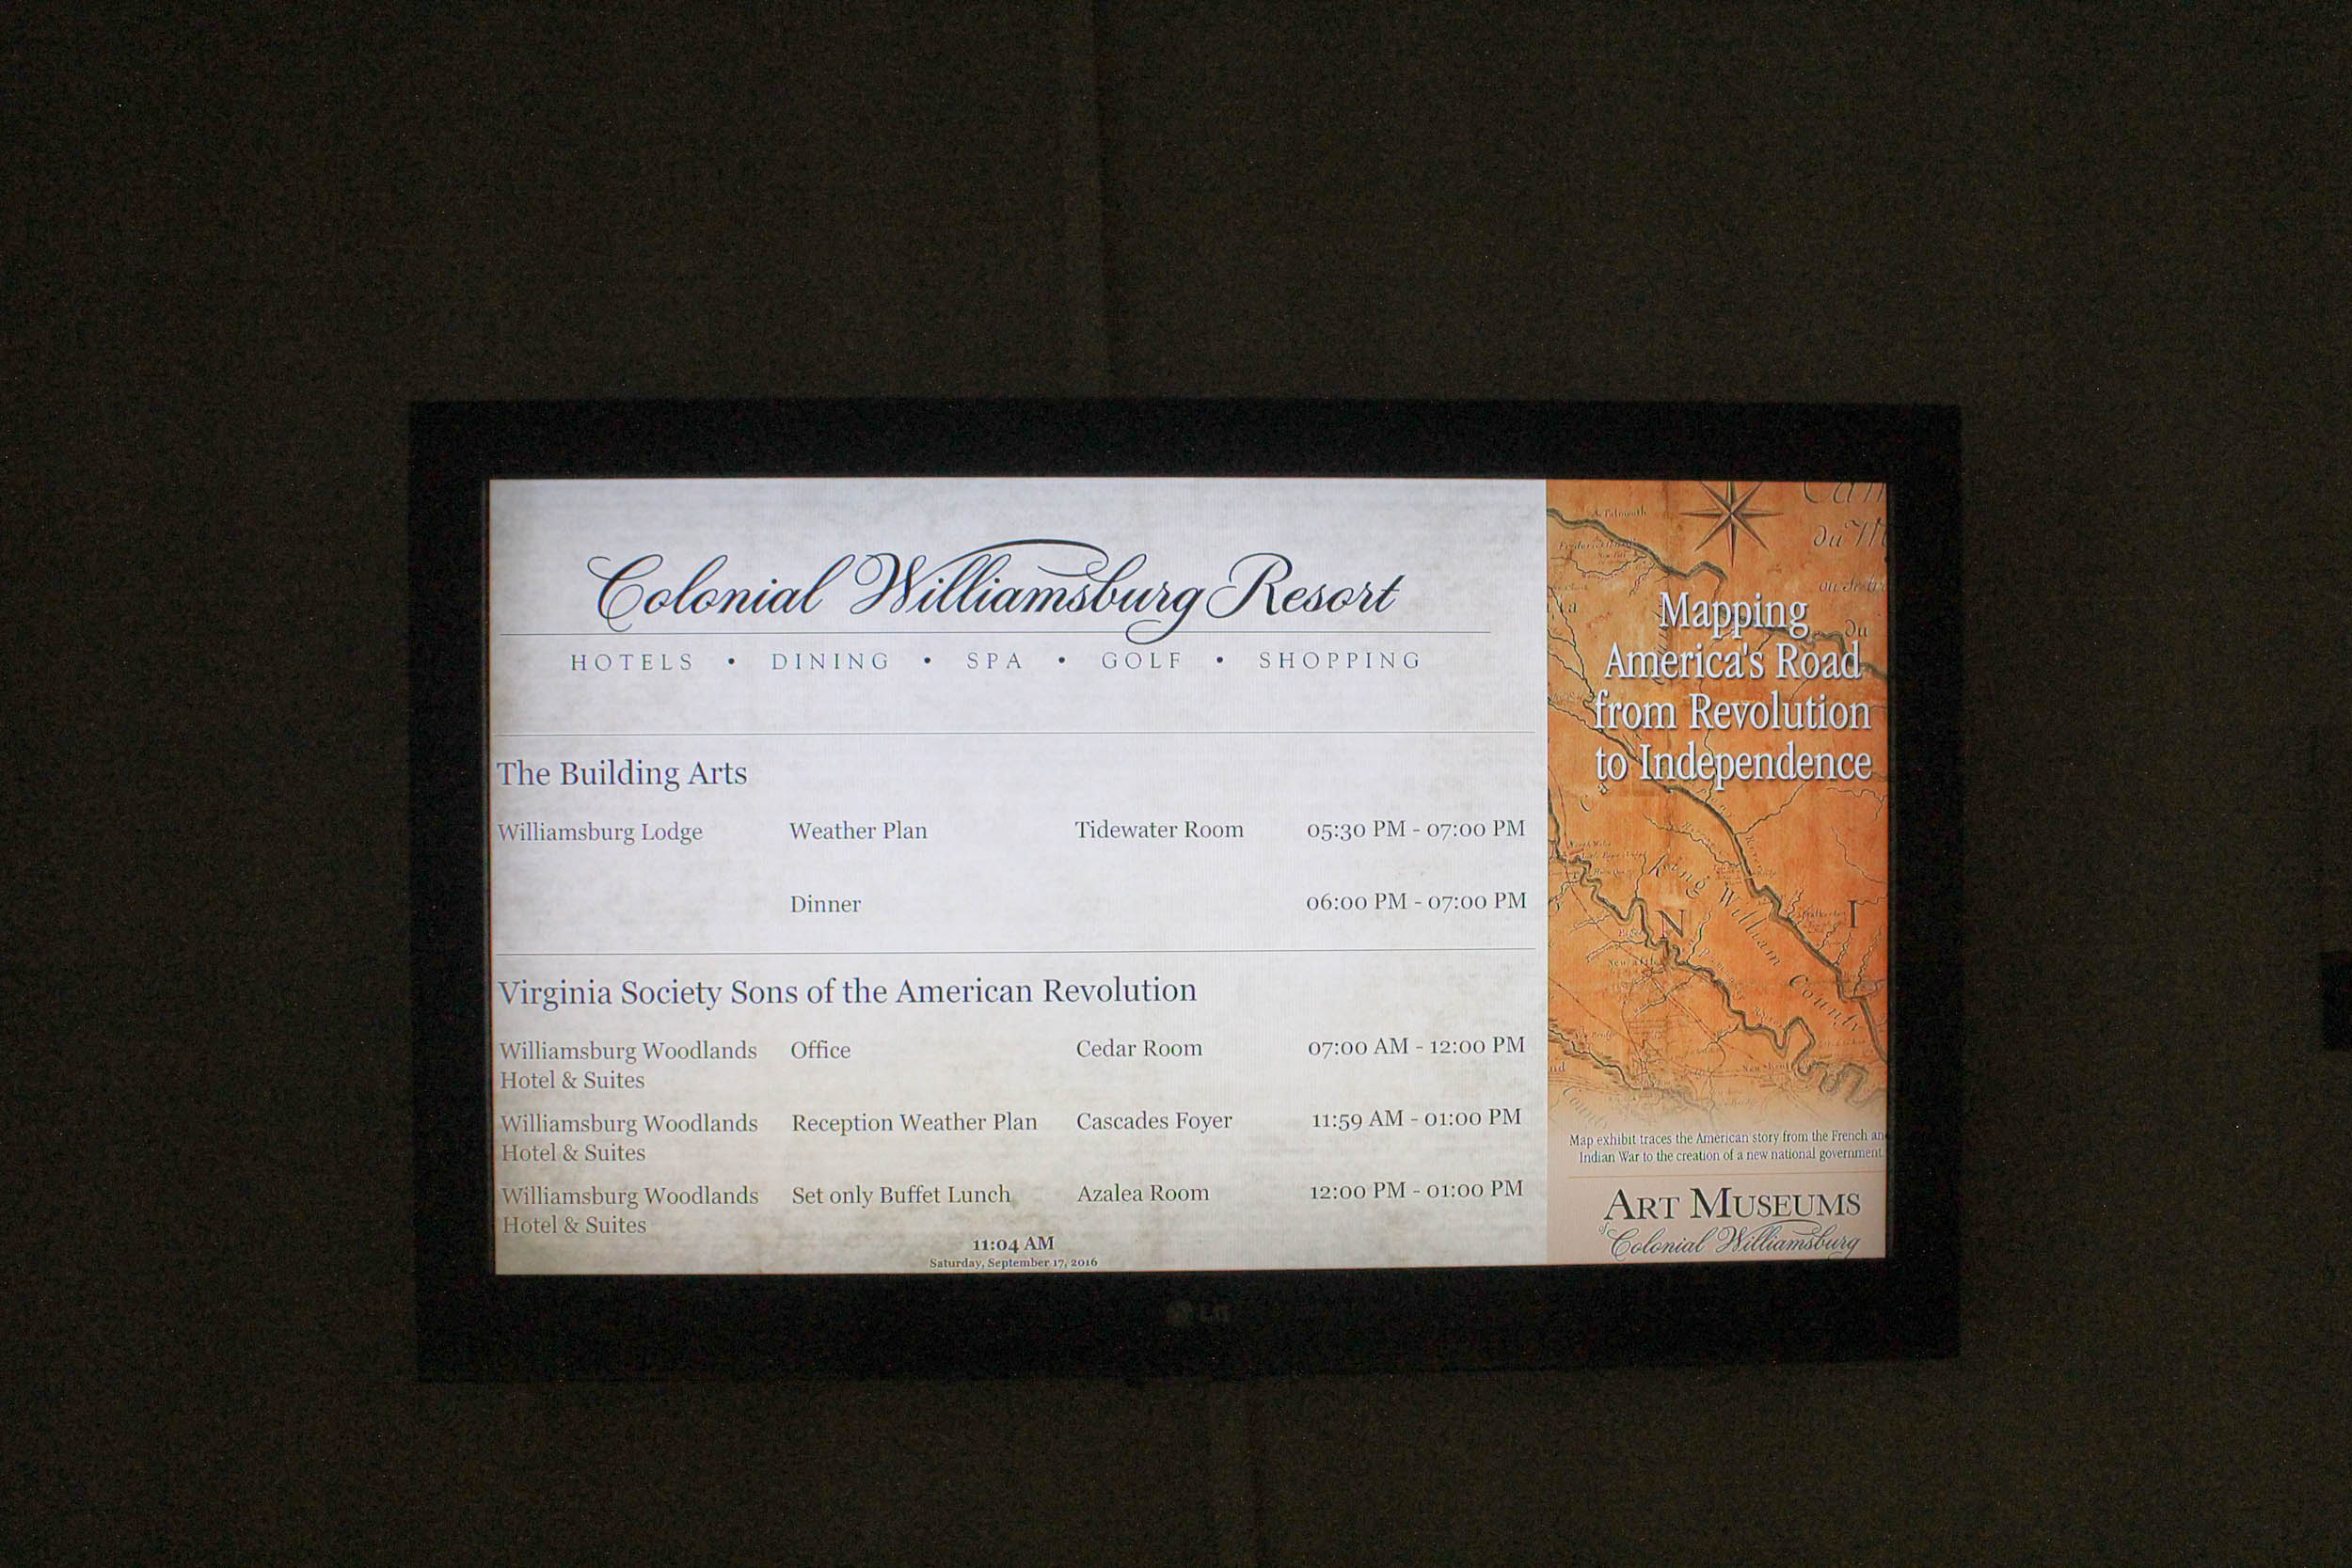 Colonial Williamsburg Resort
HOTELS • DINING • SPA • GOLF • SHOPPING
The Building Arts
Williamsburg Lodge Weather Plan Tidewater Room 05:30 PM - 07:00 PM
Dinner 06:00 PM - 07:00 PM
Virginia Society Sons of the American Revolution
Williamsburg Woodlands Office Cedar Room 07:00 AM - 12:00 PM
Hotel & Suites
Williamsburg Woodlands Reception Weather Plan Cascades Foyer 11:59 AM - 01:00 PM
Hotel & Suites
Williamsburg Woodlands Set only Buffet Lunch Azalea Room 12:00 PM - 01:00 PM
Hotel & Suites
11:04 AM
Saturday, September 17, 2016
du
Mapping
America's Road
from Revolution
to Independence
du
King William County
N I
Map exhibit traces the American story from the French an
Indian War to the creation of a new national government.
ART MUSEUMS
of Colonial Williamsburg
LG